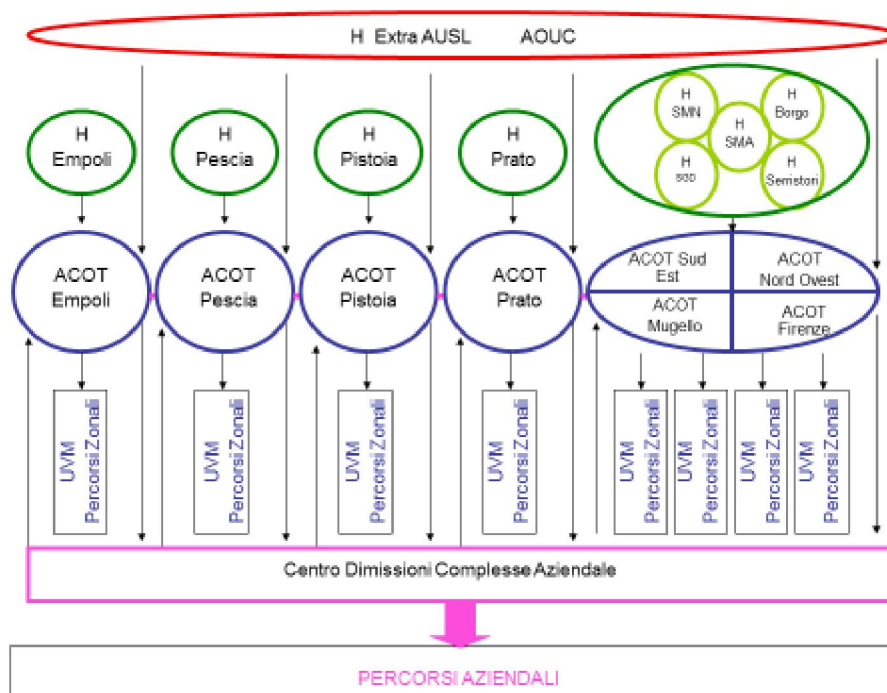 H Extra AUSL AOUC
H
Empoli
H
Pescia
H
Pistoia
H
Prato
H
SMN
H
Borgo
H
SMA
H
SGD
H
Serristori
ACOT
Empoli
ACOT
Pescia
ACOT
Pistoia
ACOT
Prato
ACOT Sud
Est
ACOT
Nord Ovest
ACOT
Mugello
ACOT
Firenze
UVM
Percorsi Zonali
UVM
Percorsi Zonali
UVM
Percorsi Zonali
UVM
Percorsi Zonali
UVM
Percorsi Zonali
UVM
Percorsi Zonali
UVM
Percorsi Zonali
UVM
Percorsi Zonali
Centro Dimissioni Complesse Aziendale
PERCORSI AZIENDALI